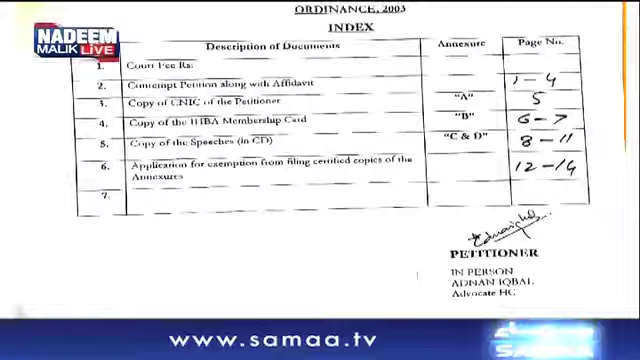 ORDINANCE, 2003
INDEX
NADEEM
MALIK LIVE
Description of Documents Annexure Page No.
1. Court Fee Rs:
2. Contempt Petition along with Affidavit 1-4
3. Copy of CNIC of the Petitioner "A" 5
4. Copy of the IHBA Membership Card "B" 6-7
5. Copy of the Speeches (in CD) "C & D" 8-11
6. Application for exemption from filing certified copies of the 12-14
Annexures
7.
PETITIONER
IN PERSON
ADNAN IQBAL
Advocate HC
www.samaa.tv